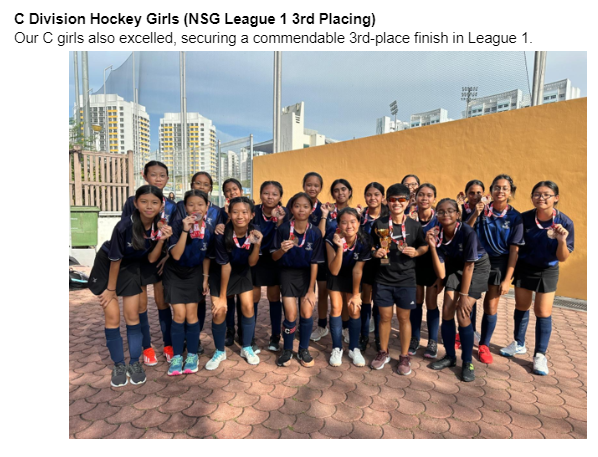 C Division Hockey Girls (NSG League 1 3rd Placing)
Our C girls also excelled, securing a commendable 3rd-place finish in League 1.